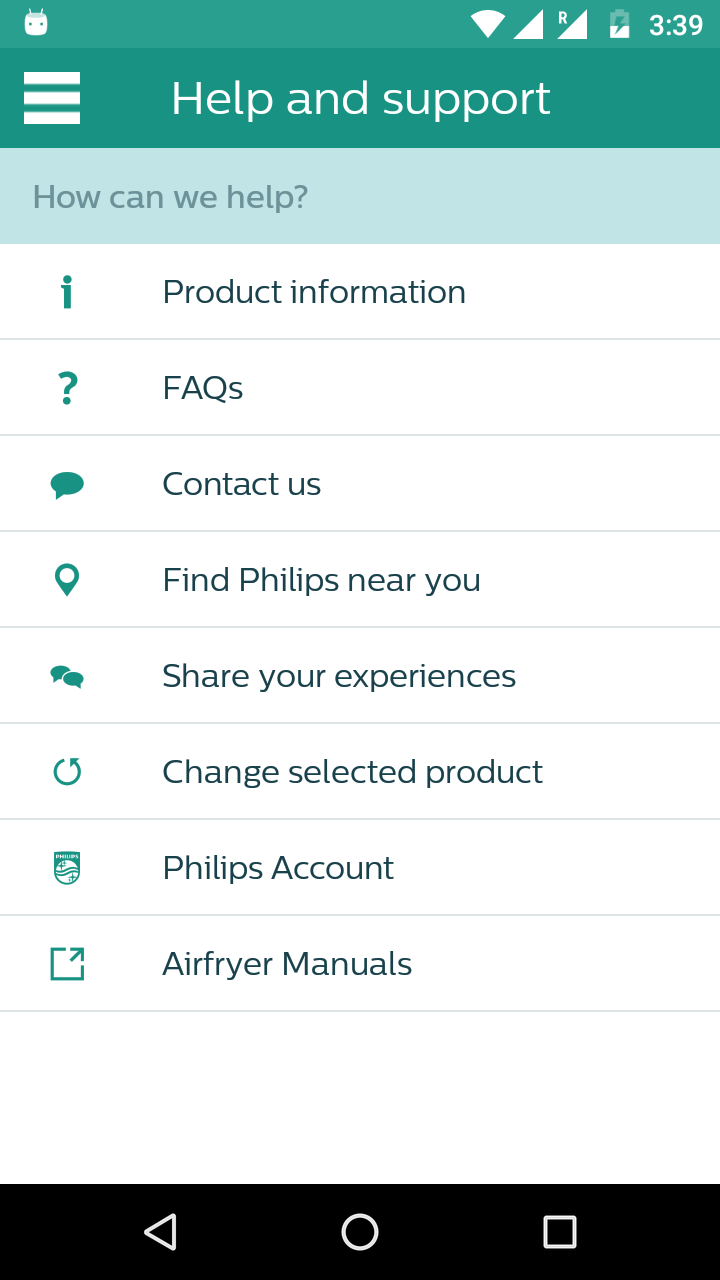 R 3:39
Help and support
How can we help?
Product information
FAQs
Contact us
Find Philips near you
Share your experiences
Change selected product
PHILIPS
Philips Account
Airfryer Manuals